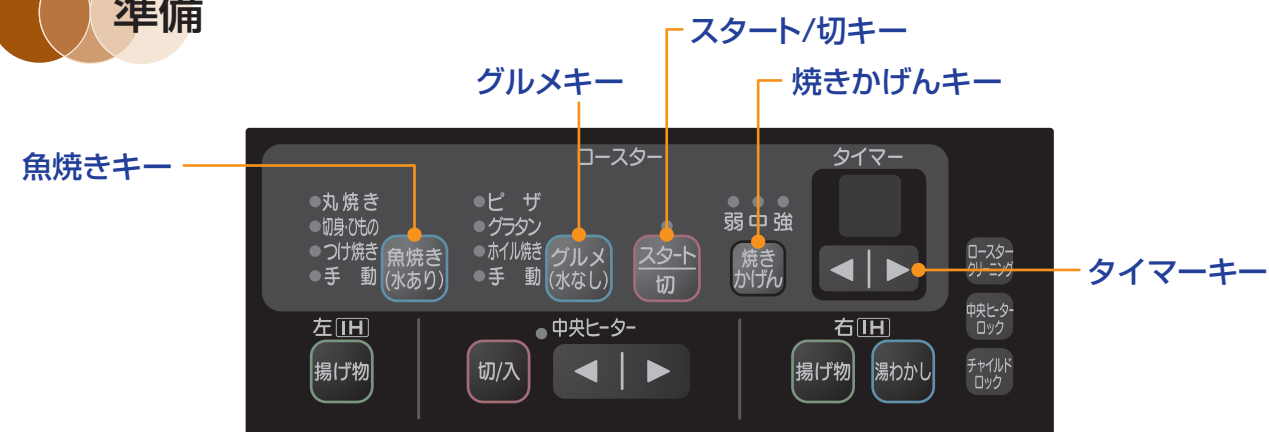 準備
スタート/切キー
グルメキー
焼きかげんキー
魚焼きキー
ロースター
タイマー
丸焼き
切身・ひもの
つけ焼き
手 動
魚焼き
(水あり)
ピ ザ
グラタン
ホイル焼き
手 動
グルメ
(水なし)
スタート
切
弱 中 強
焼き
かげん
◀ | ▶
タイマーキー
ロースター
クリーニング
中央ヒーター
ロック
チャイルド
ロック
左 IH
揚げ物
中央ヒーター
切/入
◀ | ▶
右 IH
揚げ物
湯わかし